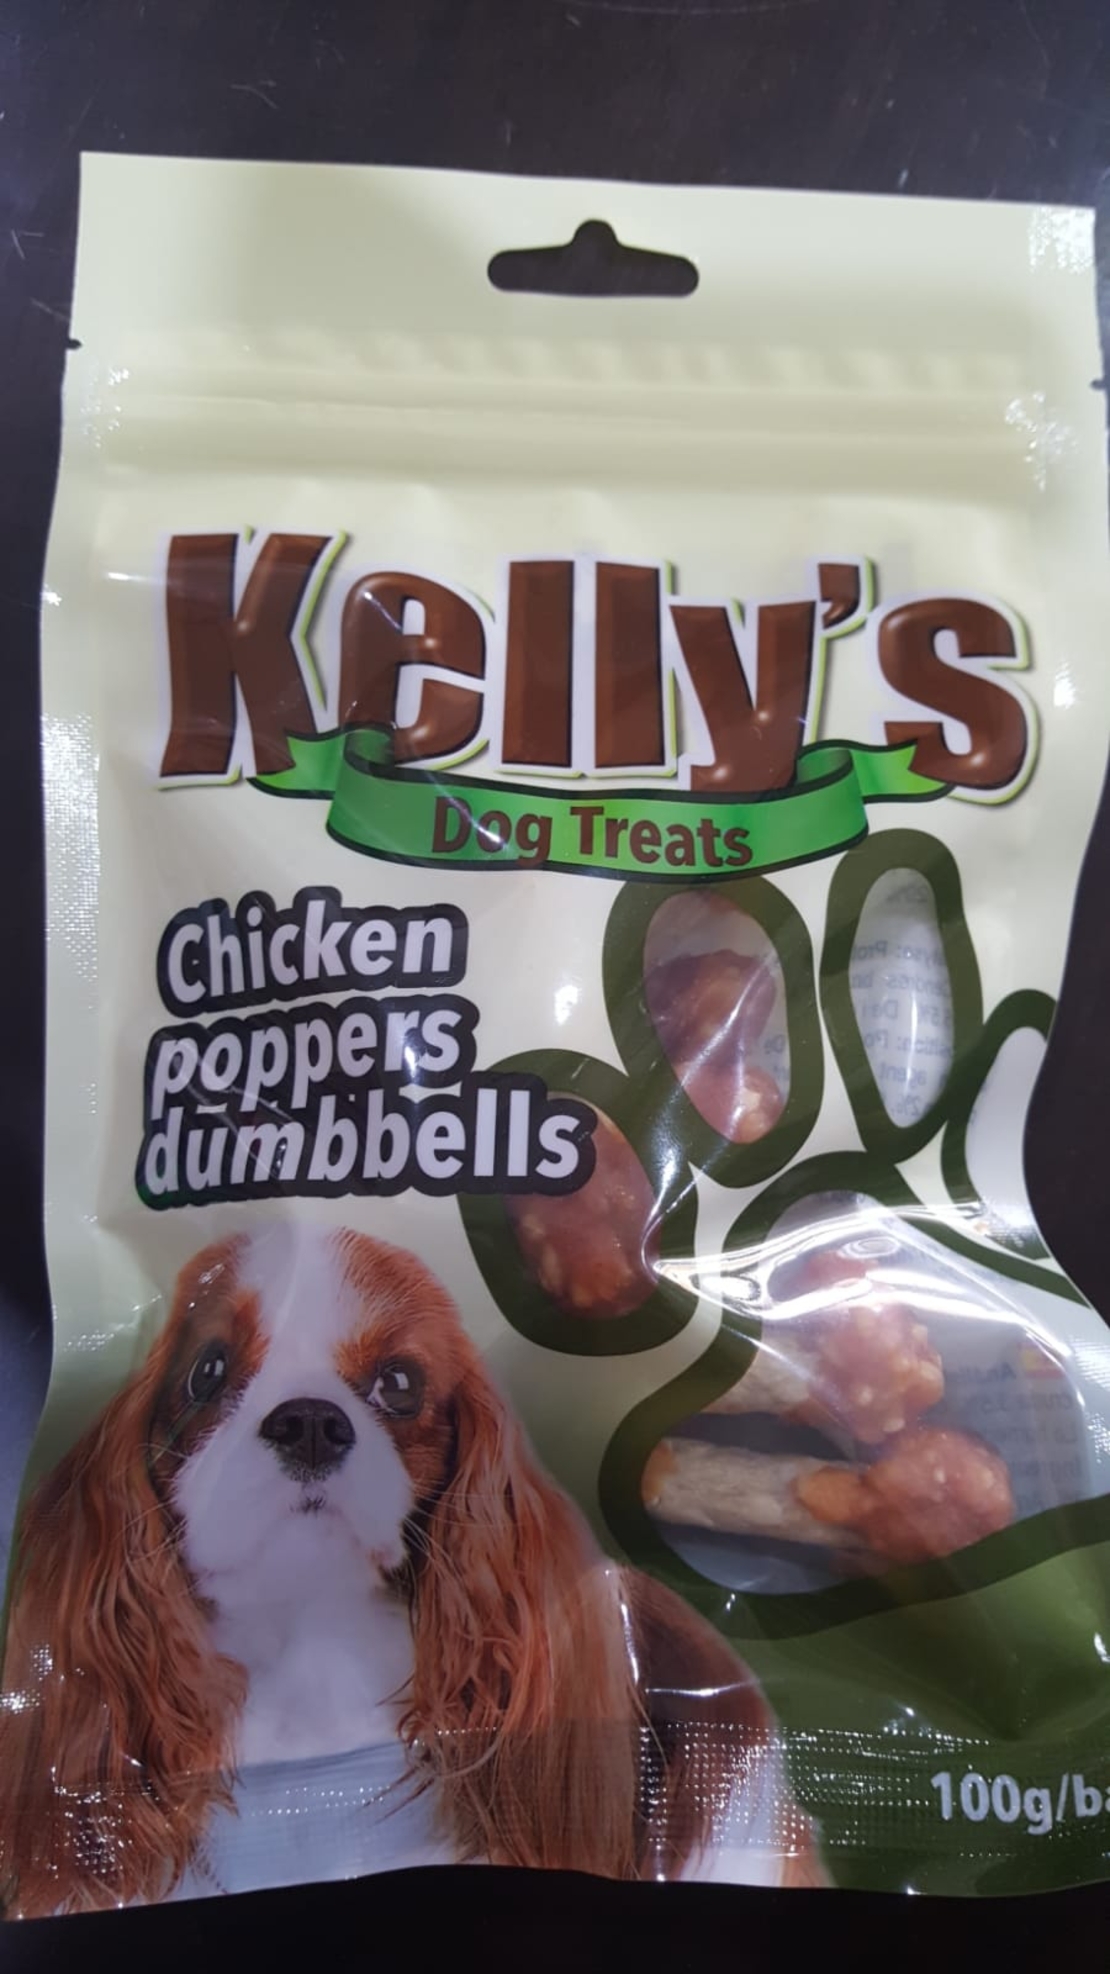 Kelly's
Dog Treats
Chicken
poppers
dumbbells
100g/ba